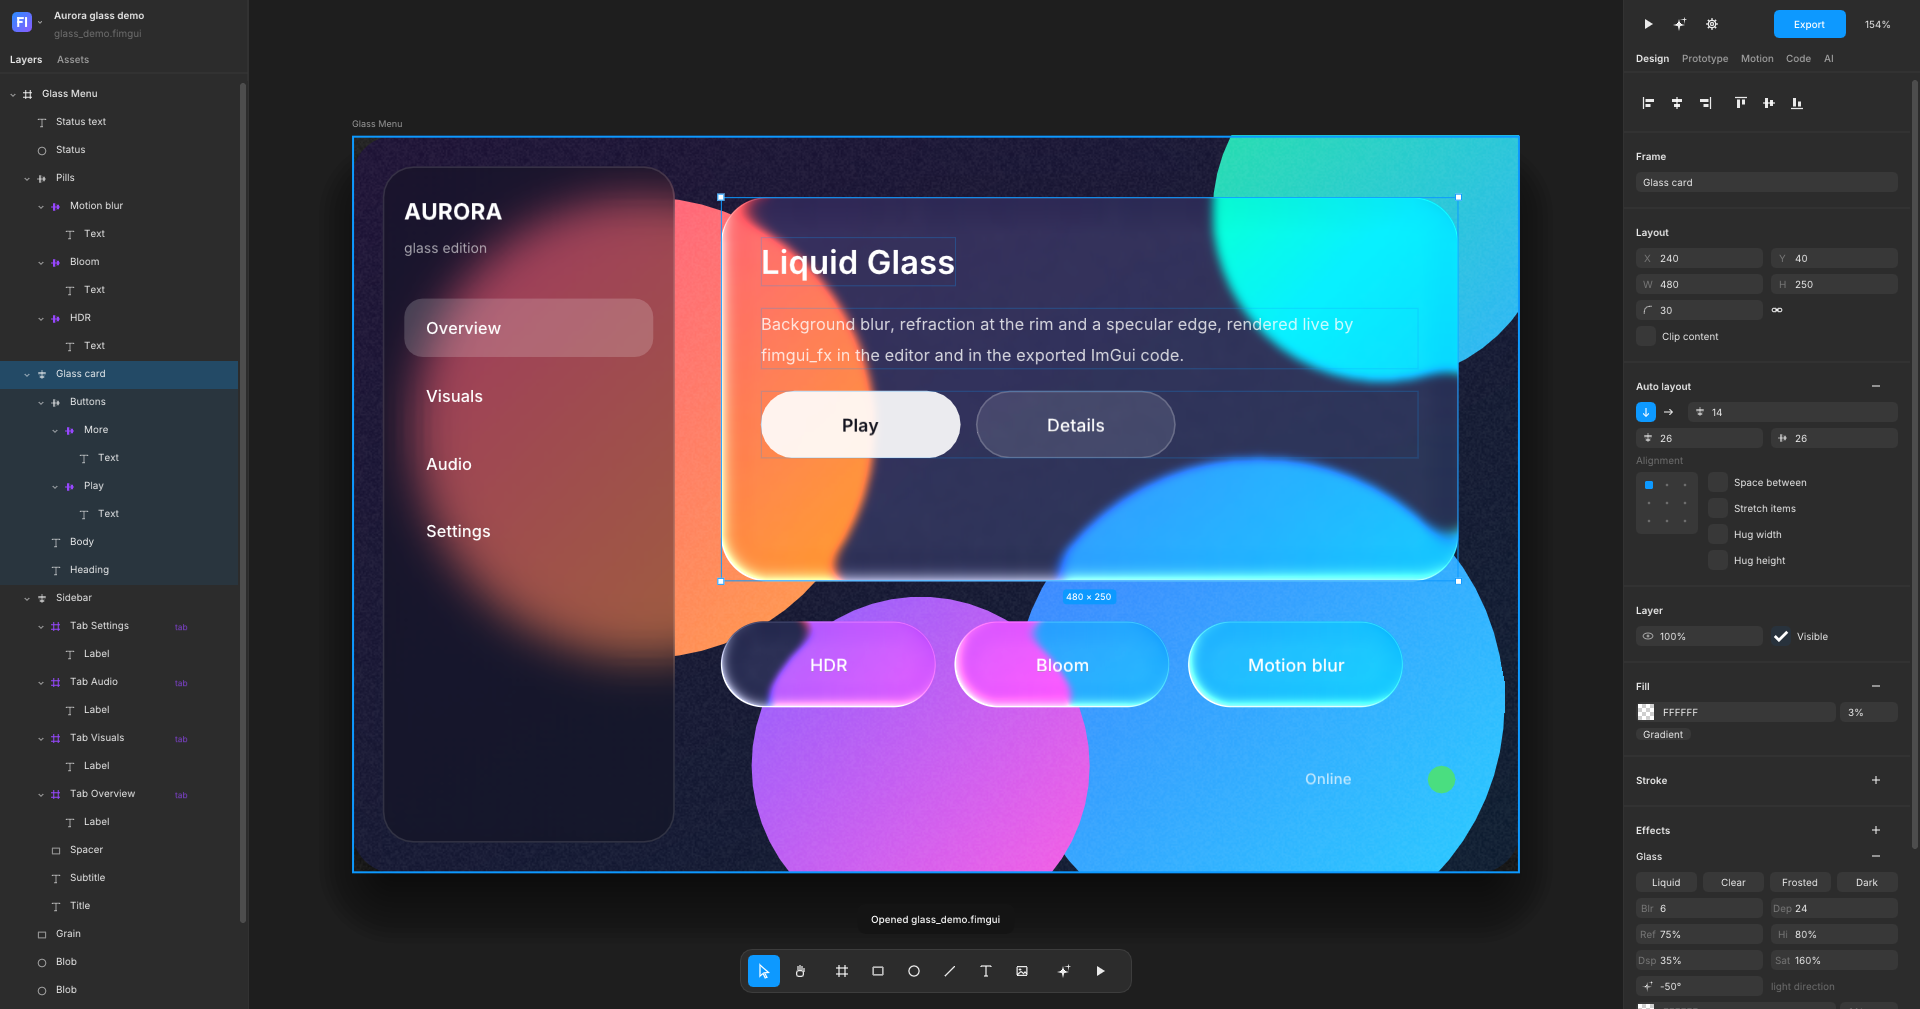 FI
Aurora glass demo
glass_demo.fimgui
Layers Assets
Glass Menu
Status text
Status
Pills
Motion blur
Text
Bloom
Text
HDR
Text
Glass card
Buttons
More
Text
Play
Text
Body
Heading
Sidebar
Tab Settings tab
Label
Tab Audio tab
Label
Tab Visuals tab
Label
Tab Overview tab
Label
Spacer
Subtitle
Title
Grain
Blob
Blob
Glass Menu
AURORA
glass edition
Overview
Visuals
Audio
Settings
Liquid Glass
Background blur, refraction at the rim and a specular edge, rendered live by
fimgui_fx in the editor and in the exported ImGui code.
Play Details
480 × 250
HDR Bloom Motion blur
Online
Opened glass_demo.fimgui
Export 154%
Design Prototype Motion Code AI
Frame
Glass card
Layout
X 240 Y 40
W 480 H 250
30
Clip content
Auto layout
14
26 26
Alignment
Space between
Stretch items
Hug width
Hug height
Layer
100% Visible
Fill
FFFFFF 3%
Gradient
Stroke
Effects
Glass
Liquid Clear Frosted Dark
Blr 6 Dep 24
Ref 75% Hi 80%
Dsp 35% Sat 160%
-50° light direction